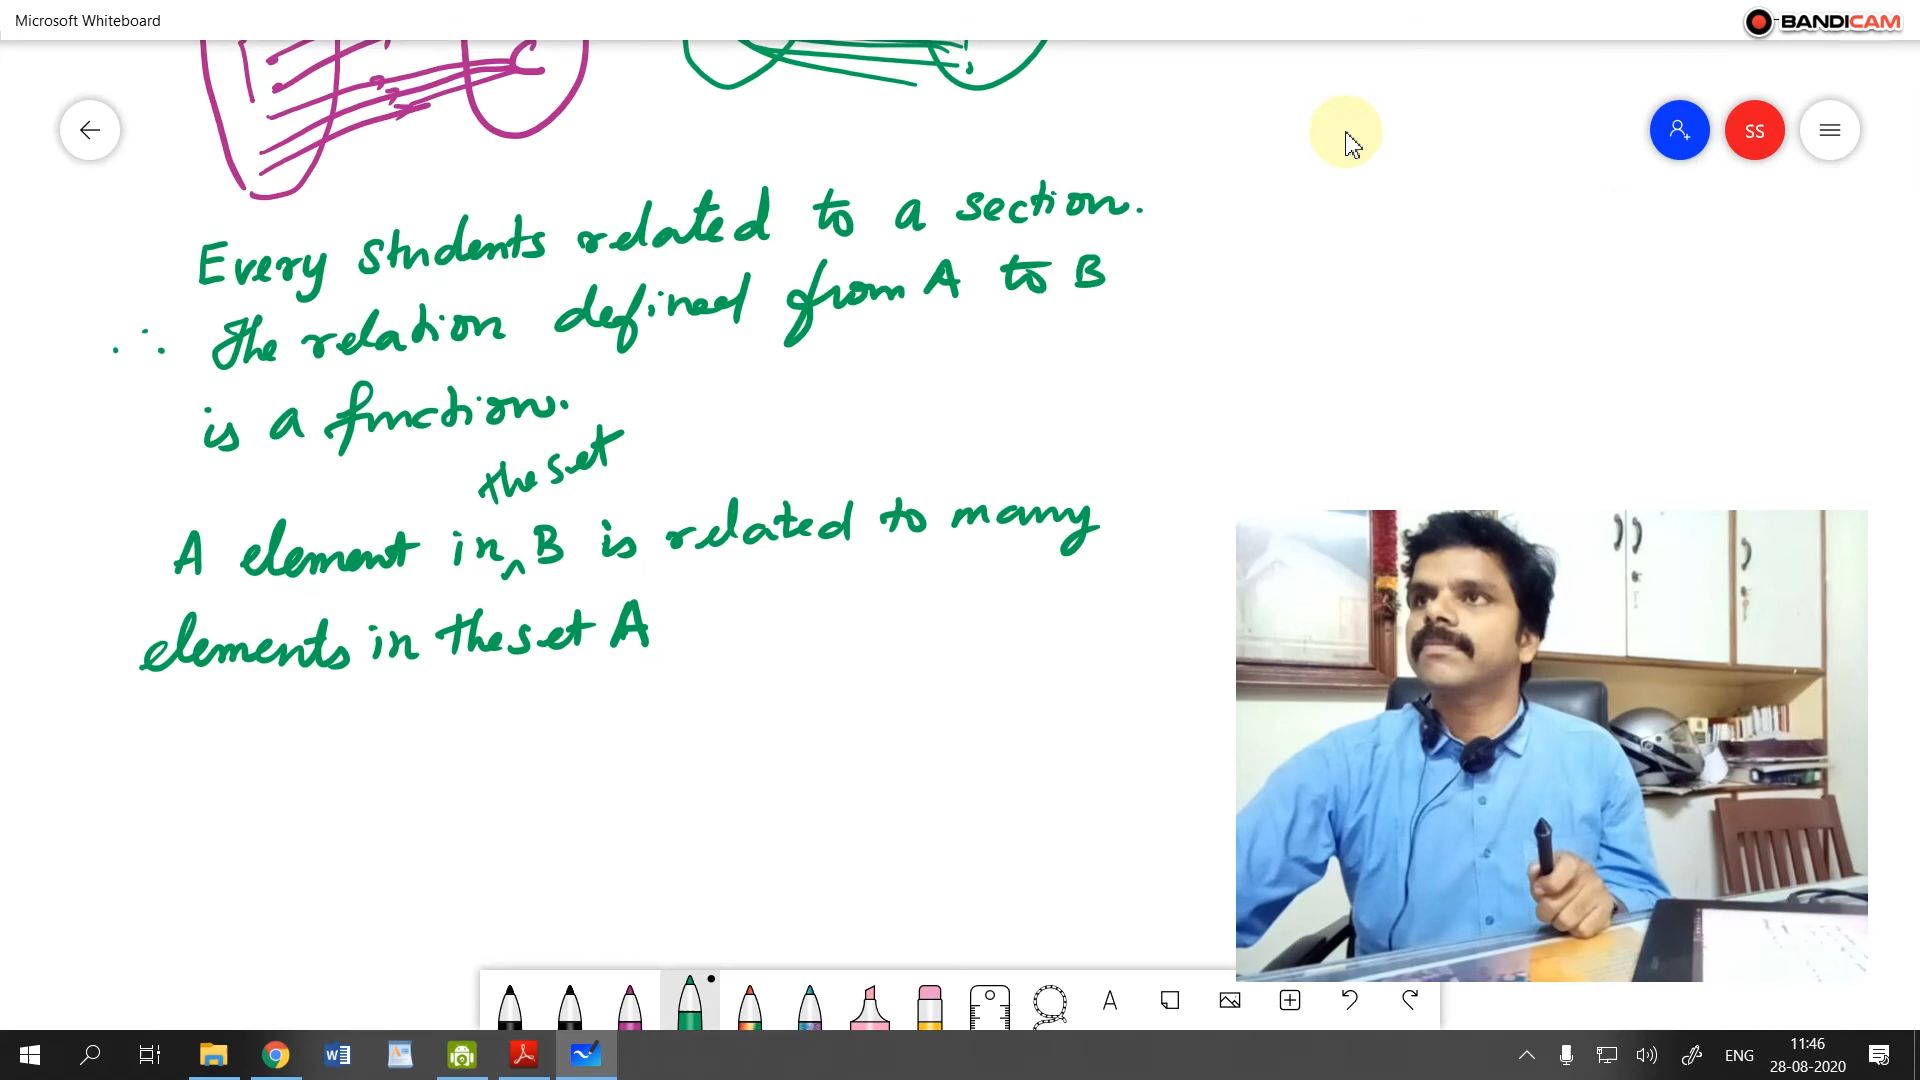 Microsoft Whiteboard
BANDICAM
SS
Every students related to a section.
∴ The relation defined from A to B
is a function.
the set
A element in ^ B is related to many
elements in the set A
A
ENG
11:46
28-08-2020